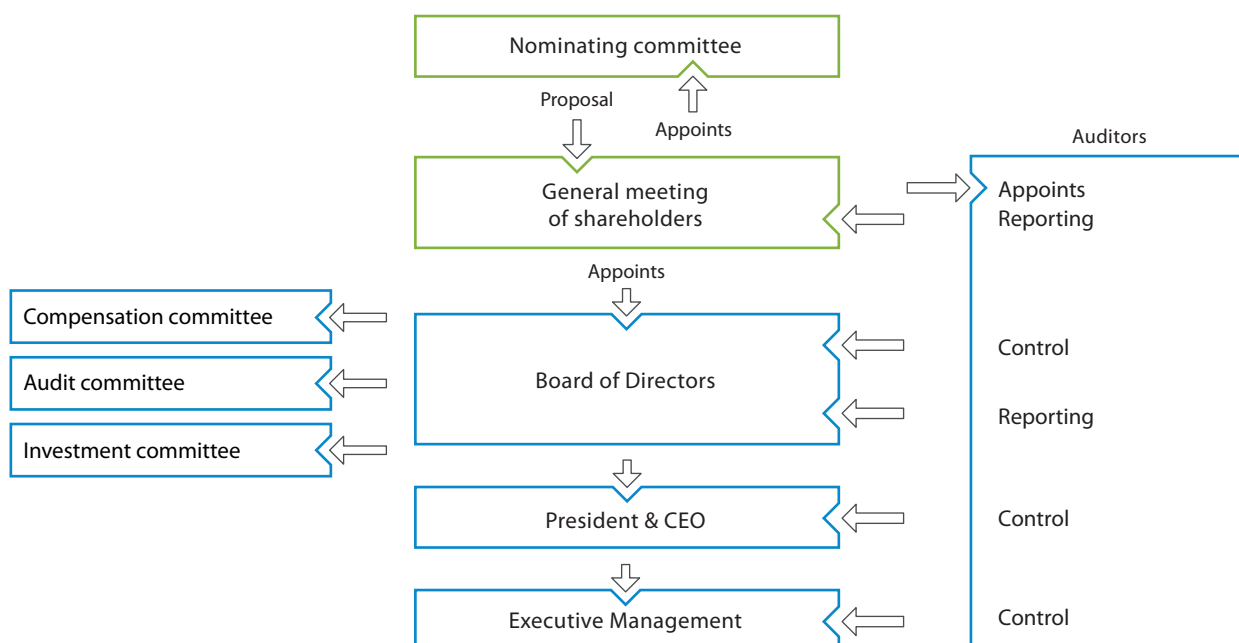 Nominating committee
Proposal
Appoints
Auditors
General meeting
of shareholders
Appoints
Reporting
Appoints
Compensation committee
Audit committee
Investment committee
Board of Directors
Control
Reporting
President & CEO
Control
Executive Management
Control